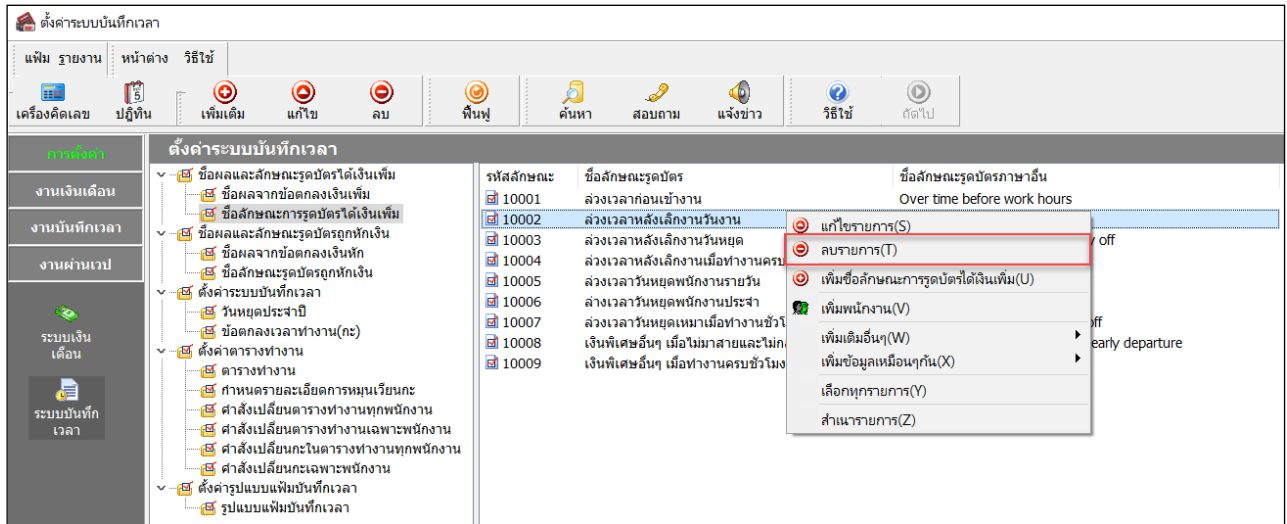 ตั้งค่าระบบบันทึกเวลา
แฟ้ม รายงาน หน้าต่าง วิธีใช้
เครื่องคิดเลข ปฏิทิน เพิ่มเติม แก้ไข ลบ ฟื้นฟู ค้นหา สอบถาม แจ้งข่าว วิธีใช้ ถัดไป
การตั้งค่า
งานเงินเดือน
งานบันทึกเวลา
งานผ่านเวป
ระบบเงิน
เดือน
ระบบบันทึก
เวลา
ตั้งค่าระบบบันทึกเวลา
ชื่อผลและลักษณะรูดบัตรได้เงินเพิ่ม
ชื่อผลจากข้อตกลงเงินเพิ่ม
ชื่อลักษณะการรูดบัตรได้เงินเพิ่ม
ชื่อผลและลักษณะรูดบัตรถูกหักเงิน
ชื่อผลจากข้อตกลงเงินหัก
ชื่อลักษณะรูดบัตรถูกหักเงิน
ตั้งค่าระบบบันทึกเวลา
วันหยุดประจำปี
ข้อตกลงเวลาทำงาน(กะ)
ตั้งค่าตารางทำงาน
ตารางทำงาน
กำหนดรายละเอียดการหมุนเวียนกะ
คำสั่งเปลี่ยนตารางทำงานทุกพนักงาน
คำสั่งเปลี่ยนตารางทำงานเฉพาะพนักงาน
คำสั่งเปลี่ยนกะในตารางทำงานทุกพนักงาน
คำสั่งเปลี่ยนกะเฉพาะพนักงาน
ตั้งค่ารูปแบบแฟ้มบันทึกเวลา
รูปแบบแฟ้มบันทึกเวลา
รหัสลักษณะ ชื่อลักษณะรูดบัตร ชื่อลักษณะรูดบัตรภาษาอื่น
10001 ล่วงเวลาก่อนเข้างาน Over time before work hours
10002 ล่วงเวลาหลังเลิกงานวันงาน
10003 ล่วงเวลาหลังเลิกงานวันหยุด y off
10004 ล่วงเวลาหลังเลิกงานเมื่อทำงานครบ
10005 ล่วงเวลาวันหยุดพนักงานรายวัน
10006 ล่างเวลาวันหยุดพนักงานประจำ
10007 ล่วงเวลาวันหยุดเหมาเมื่อทำงานชั่วโ off
10008 เงินพิเศษอื่นๆ เมื่อไม่มาสายและไม่กล early departure
10009 เงินพิเศษอื่นๆ เมื่อทำงานครบชั่วโมง
แก้ไขรายการ(S)
ลบรายการ(T)
เพิ่มชื่อลักษณะการรูดบัตรได้เงินเพิ่ม(U)
เพิ่มพนักงาน(V)
เพิ่มเติมอื่นๆ(W)
เพิ่มข้อมูลเหมือนๆกัน(X)
เลือกทุกรายการ(Y)
สำเนารายการ(Z)